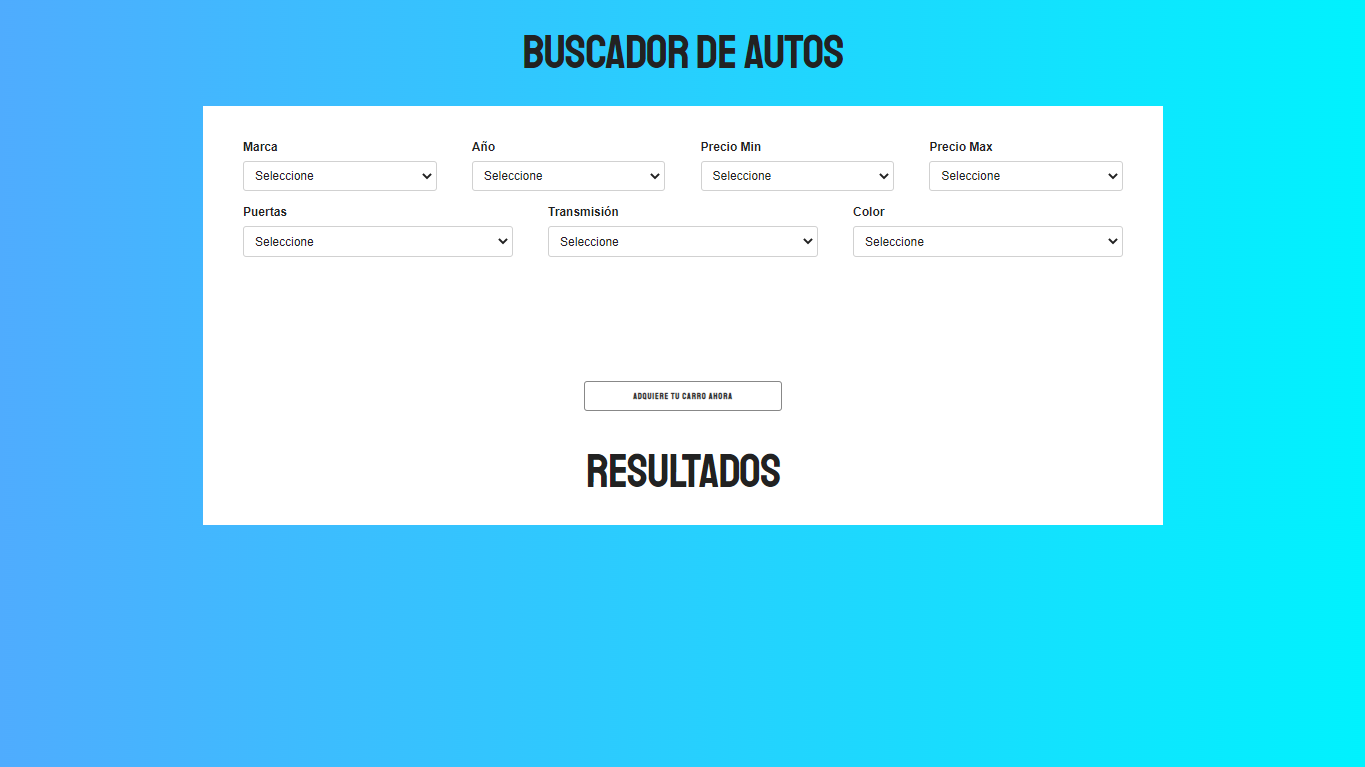 BUSCADOR DE AUTOS
Marca Año Precio Min Precio Max
Seleccione Seleccione Seleccione Seleccione
Puertas Transmisión Color
Seleccione Seleccione Seleccione
ADQUIERE TU CARRO AHORA
RESULTADOS